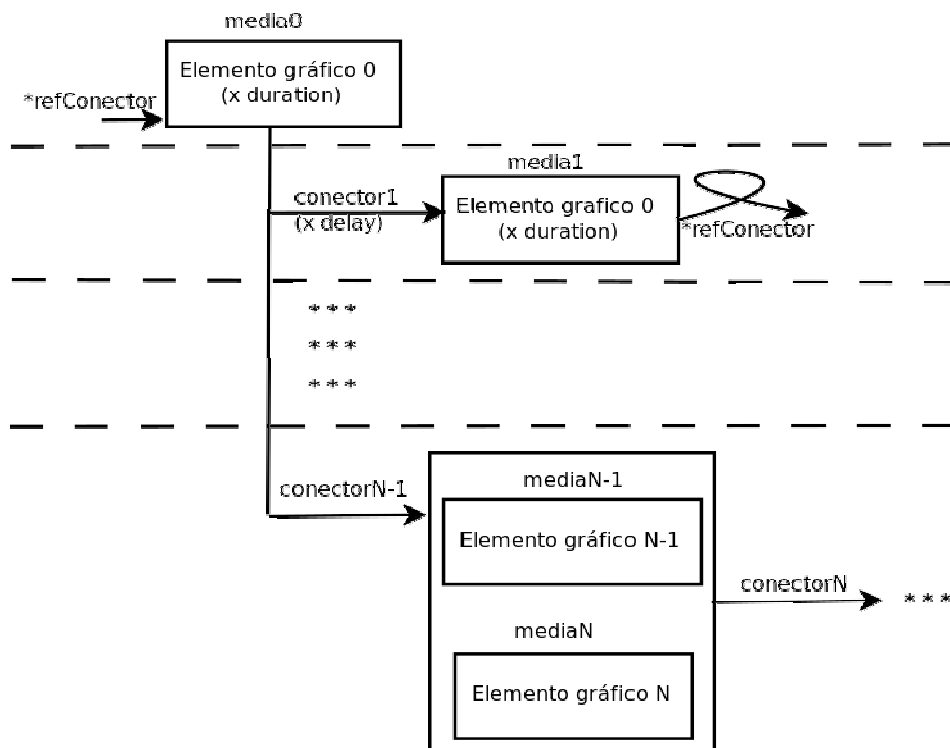 media0
Elemento gráfico 0
(x duration)
*refConector
media1
conector1
(x delay)
Elemento grafico 0
(x duration)
*refConector
***
***
***
mediaN-1
conectorN-1
Elemento gráfico N-1
conectorN
***
mediaN
Elemento gráfico N